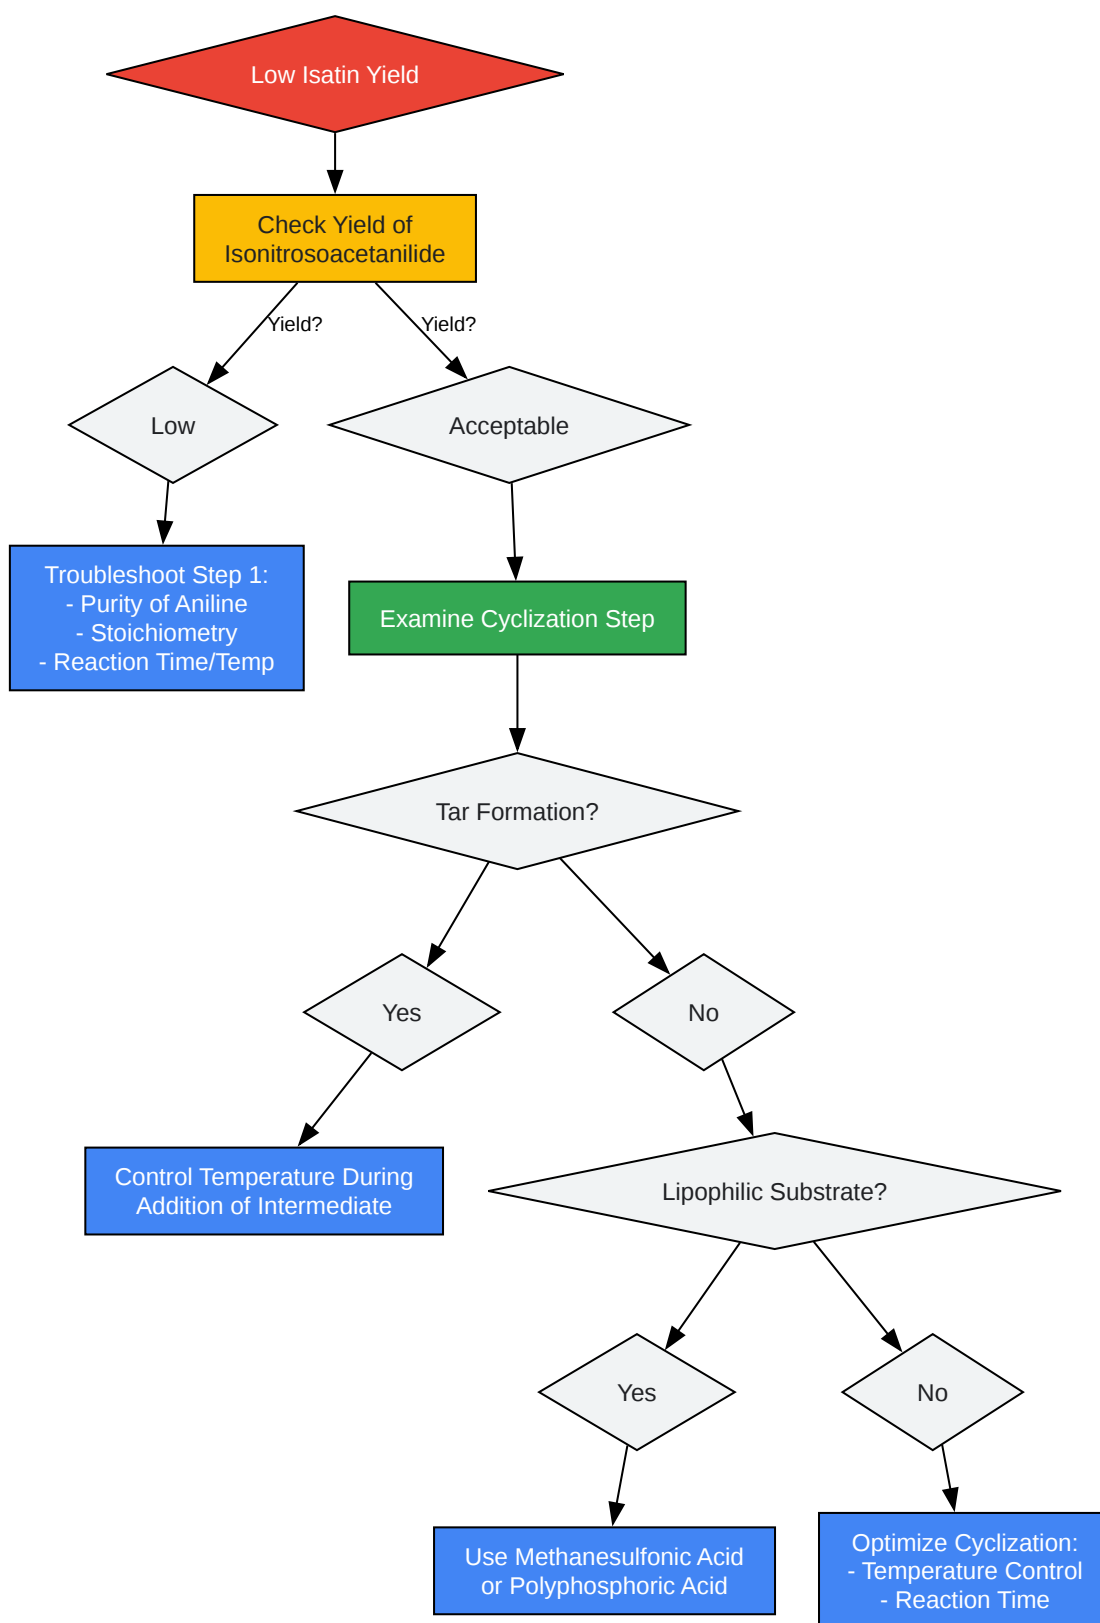 Low Isatin Yield
Check Yield of
Isonitrosoacetanilide
Yield?
Yield?
Low
Acceptable
Troubleshoot Step 1:
- Purity of Aniline
- Stoichiometry
- Reaction Time/Temp
Examine Cyclization Step
Tar Formation?
Yes
No
Control Temperature During
Addition of Intermediate
Lipophilic Substrate?
Yes
No
Use Methanesulfonic Acid
or Polyphosphoric Acid
Optimize Cyclization:
- Temperature Control
- Reaction Time